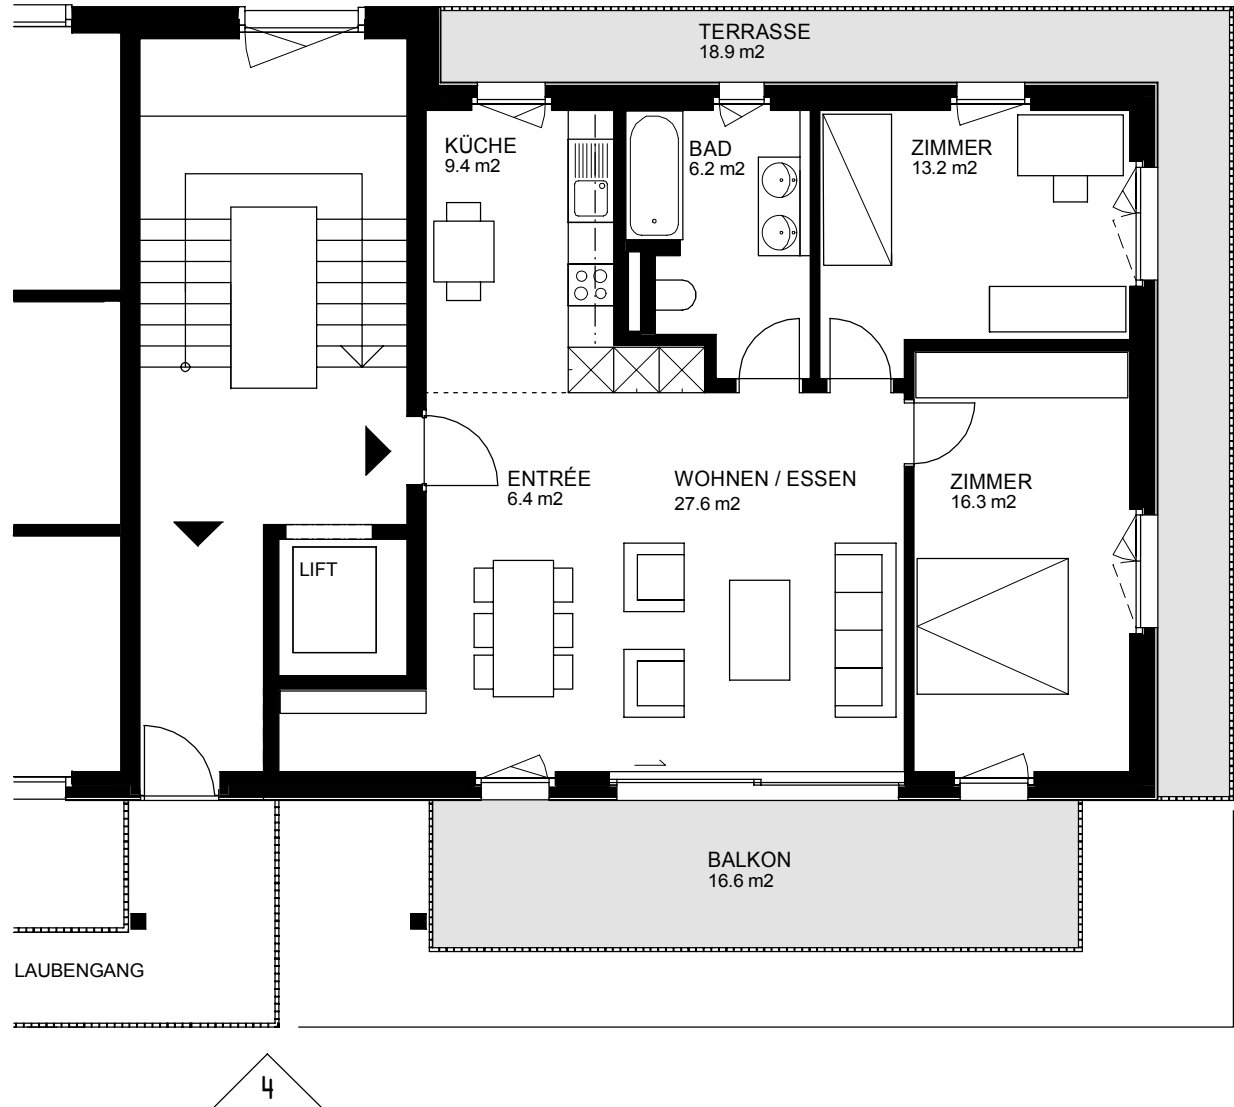 TERRASSE
18.9 m2
KÜCHE
9.4 m2
BAD
6.2 m2
ZIMMER
13.2 m2
ENTRÉE
6.4 m2
WOHNEN / ESSEN
27.6 m2
ZIMMER
16.3 m2
LIFT
BALKON
16.6 m2
LAUBENGANG
4